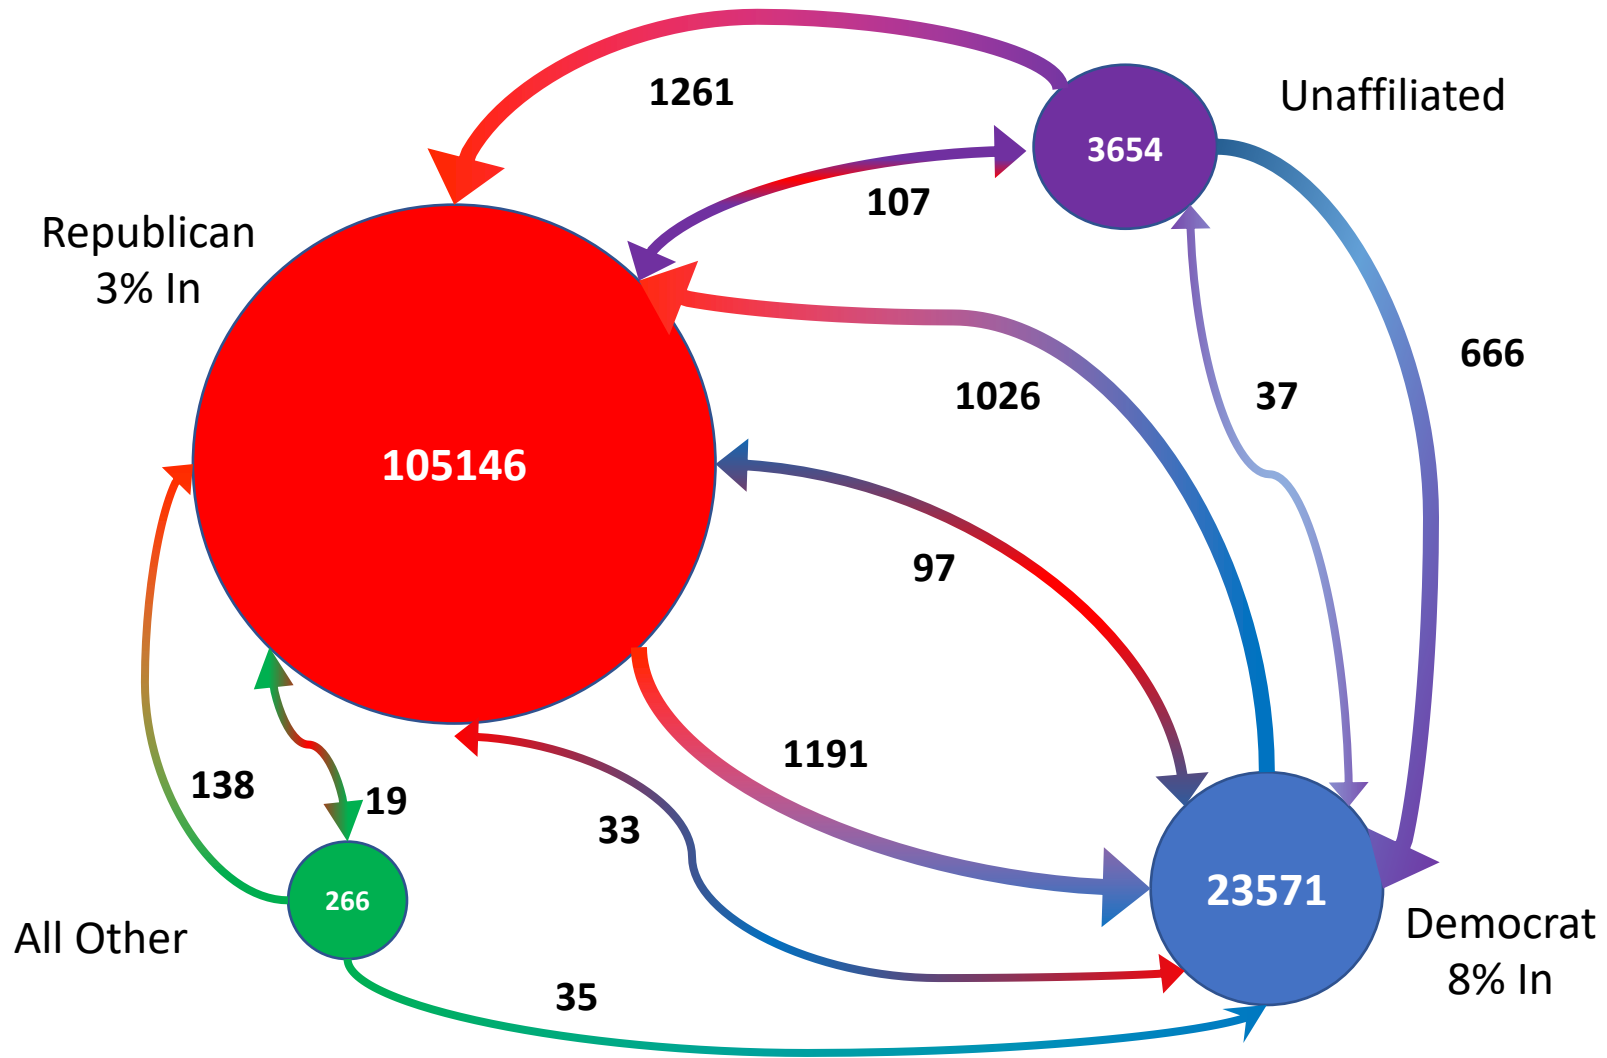 1261
Unaffiliated
3654
107
Republican
3% In
666
1026
37
105146
97
1191
138
19
33
23571
266
All Other
Democrat
8% In
35